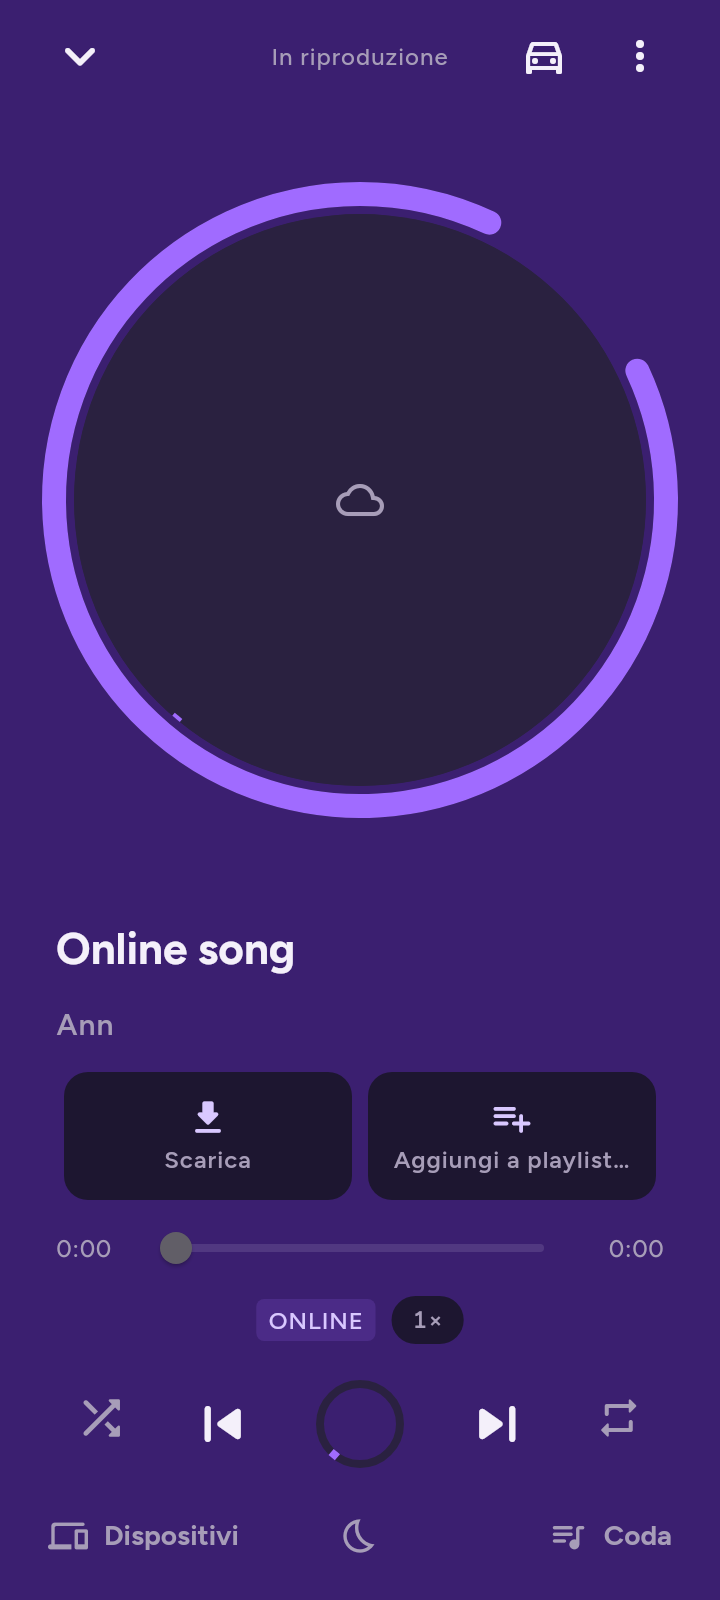 In riproduzione
Online song
Ann
Scarica
Aggiungi a playlist…
0:00
0:00
ONLINE
1×
Dispositivi
Coda